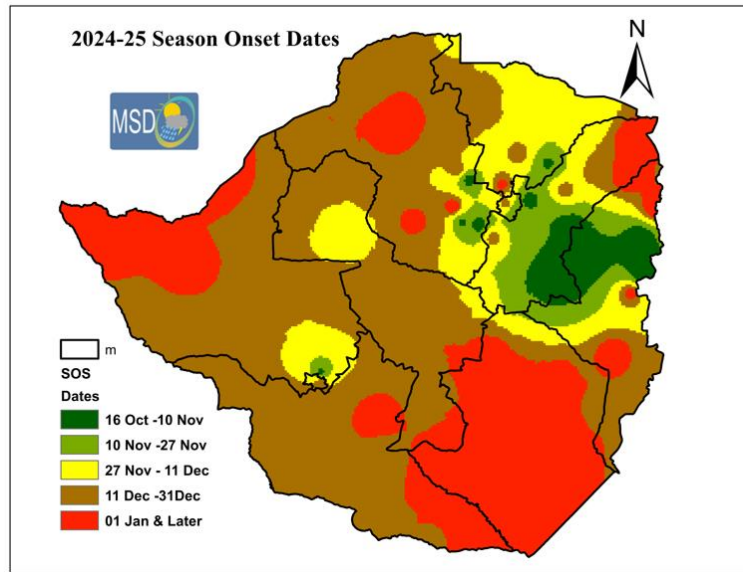 2024-25 Season Onset Dates
N
MSD
m
SOS
Dates
16 Oct -10 Nov
10 Nov -27 Nov
27 Nov - 11 Dec
11 Dec -31Dec
01 Jan & Later